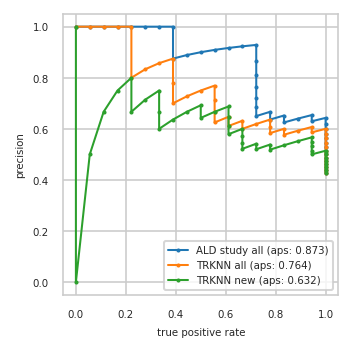 1.0
0.8
0.6
0.4
0.2
0.0
precision
0.0 0.2 0.4 0.6 0.8 1.0
true positive rate
ALD study all (aps: 0.873)
TRKNN all (aps: 0.764)
TRKNN new (aps: 0.632)